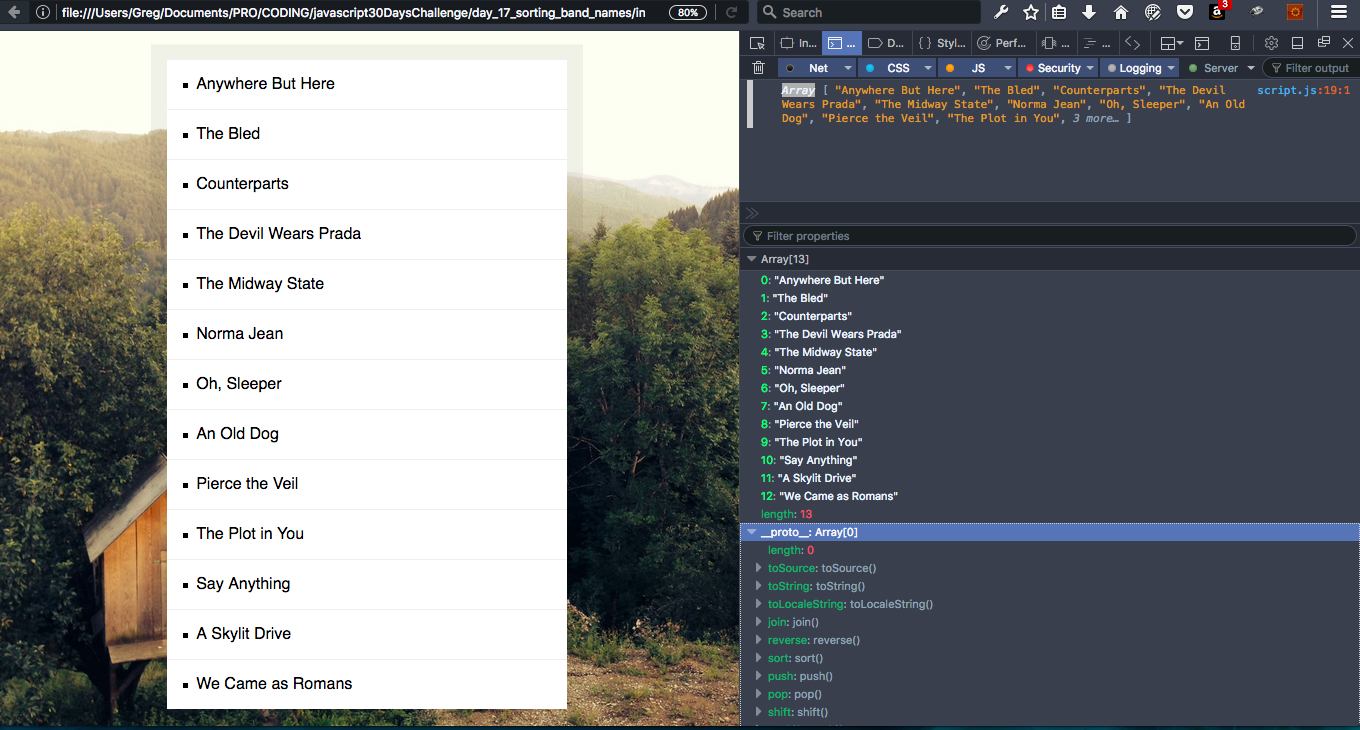 file:///Users/Greg/Documents/PRO/CODING/javascript30DaysChallenge/day_17_sorting_band_names/in
80%
Search
3
Anywhere But Here
The Bled
Counterparts
The Devil Wears Prada
The Midway State
Norma Jean
Oh, Sleeper
An Old Dog
Pierce the Veil
The Plot in You
Say Anything
A Skylit Drive
We Came as Romans
In... ... D... Styl... Perf... ... ...
Net CSS JS Security Logging Server Filter output
Array [ "Anywhere But Here", "The Bled", "Counterparts", "The Devil script.js:19:1
Wears Prada", "The Midway State", "Norma Jean", "Oh, Sleeper", "An Old
Dog", "Pierce the Veil", "The Plot in You", 3 more… ]
Filter properties
Array[13]
0: "Anywhere But Here"
1: "The Bled"
2: "Counterparts"
3: "The Devil Wears Prada"
4: "The Midway State"
5: "Norma Jean"
6: "Oh, Sleeper"
7: "An Old Dog"
8: "Pierce the Veil"
9: "The Plot in You"
10: "Say Anything"
11: "A Skylit Drive"
12: "We Came as Romans"
length: 13
__proto__: Array[0]
length: 0
toSource: toSource()
toString: toString()
toLocaleString: toLocaleString()
join: join()
reverse: reverse()
sort: sort()
push: push()
pop: pop()
shift: shift()